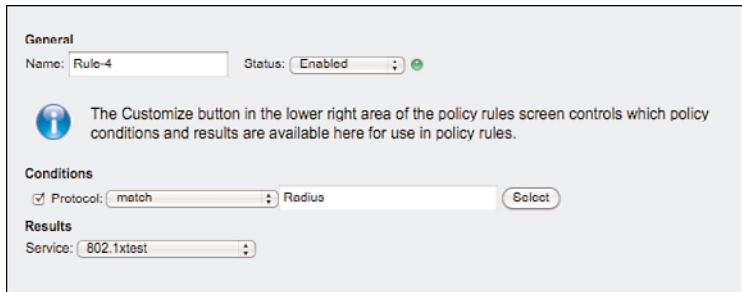 General
Name: Rule-4 Status: Enabled
The Customize button in the lower right area of the policy rules screen controls which policy
conditions and results are available here for use in policy rules.
Conditions
Protocol: match Radius Select
Results
Service: 802.1xtest